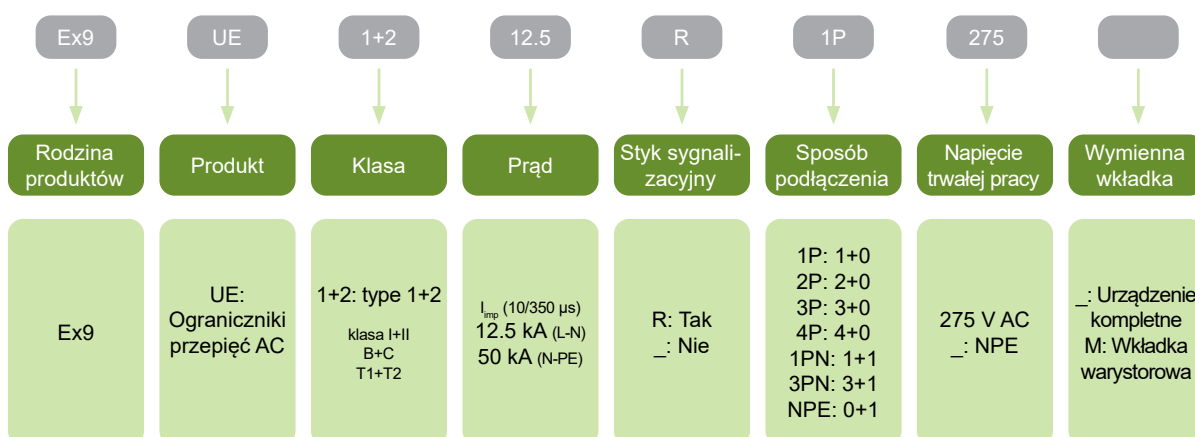 Ex9
UE
1+2
12.5
R
1P
275
Rodzina
produktów
Produkt
Klasa
Prąd
Styk sygnali-
zacyjny
Sposób
podłączenia
Napięcie
trwałej pracy
Wymienna
wkładka
Ex9
UE:
Ograniczniki
przepięć AC
1+2: type 1+2
klasa I+II
B+C
T1+T2
Iimp (10/350 µs)
12.5 kA (L-N)
50 kA (N-PE)
R: Tak
_: Nie
1P: 1+0
2P: 2+0
3P: 3+0
4P: 4+0
1PN: 1+1
3PN: 3+1
NPE: 0+1
275 V AC
_: NPE
_: Urządzenie
kompletne
M: Wkładka
warystorowa